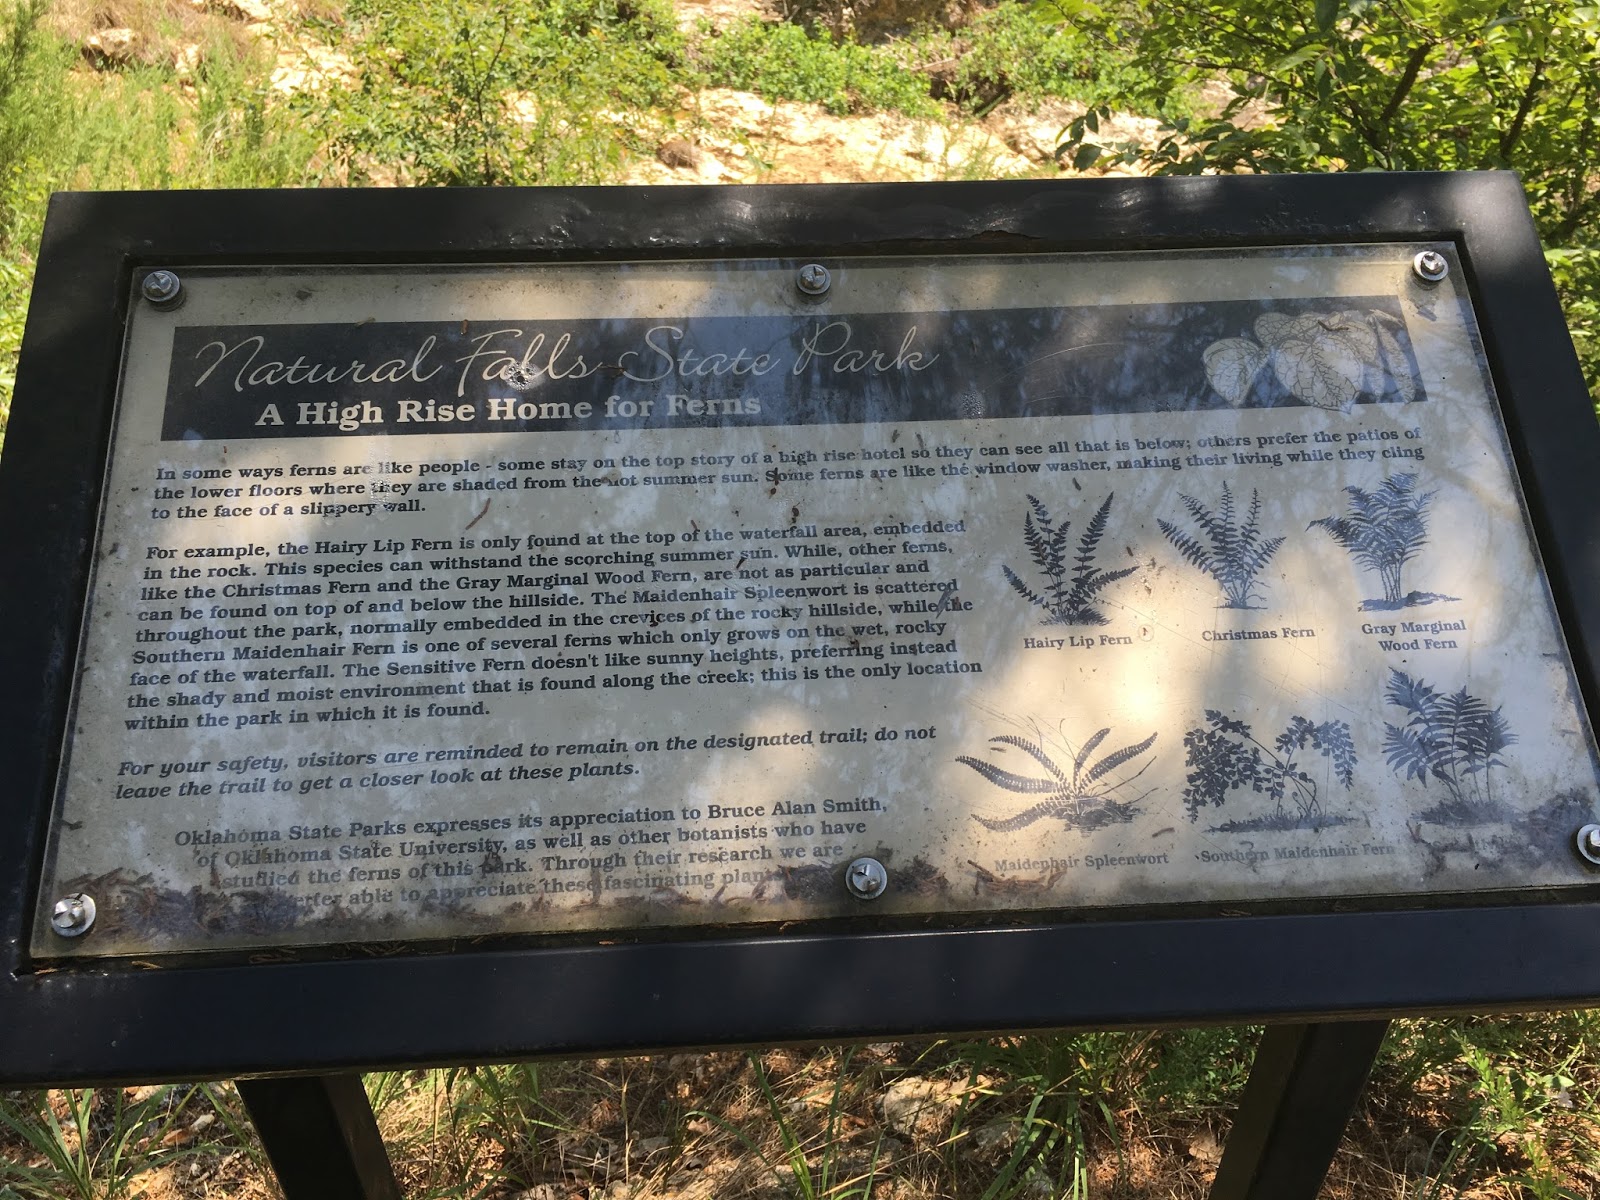 Natural Falls State Park
A High Rise Home for Ferns
In some ways ferns are like people - some stay on the top story of a high rise hotel so they can see all that is below; others prefer the patios of
the lower floors where they are shaded from the hot summer sun. Some ferns are like the window washer, making their living while they cling
to the face of a slippery wall.
For example, the Hairy Lip Fern is only found at the top of the waterfall area, embedded
in the rock. This species can withstand the scorching summer sun. While, other ferns,
like the Christmas Fern and the Gray Marginal Wood Fern, are not as particular and
can be found on top of and below the hillside. The Maidenhair Spleenwort is scattered
throughout the park, normally embedded in the crevices of the rocky hillside, while the
Southern Maidenhair Fern is one of several ferns which only grows on the wet, rocky
face of the waterfall. The Sensitive Fern doesn't like sunny heights, preferring instead
the shady and moist environment that is found along the creek; this is the only location
within the park in which it is found.
For your safety, visitors are reminded to remain on the designated trail; do not
leave the trail to get a closer look at these plants.
Oklahoma State Parks expresses its appreciation to Bruce Alan Smith,
of Oklahoma State University, as well as other botanists who have
studied the ferns of this park. Through their research we are
better able to appreciate these fascinating plants
Hairy Lip Fern
Christmas Fern
Gray Marginal
Wood Fern
Maidenhair Spleenwort
Southern Maidenhair Fern